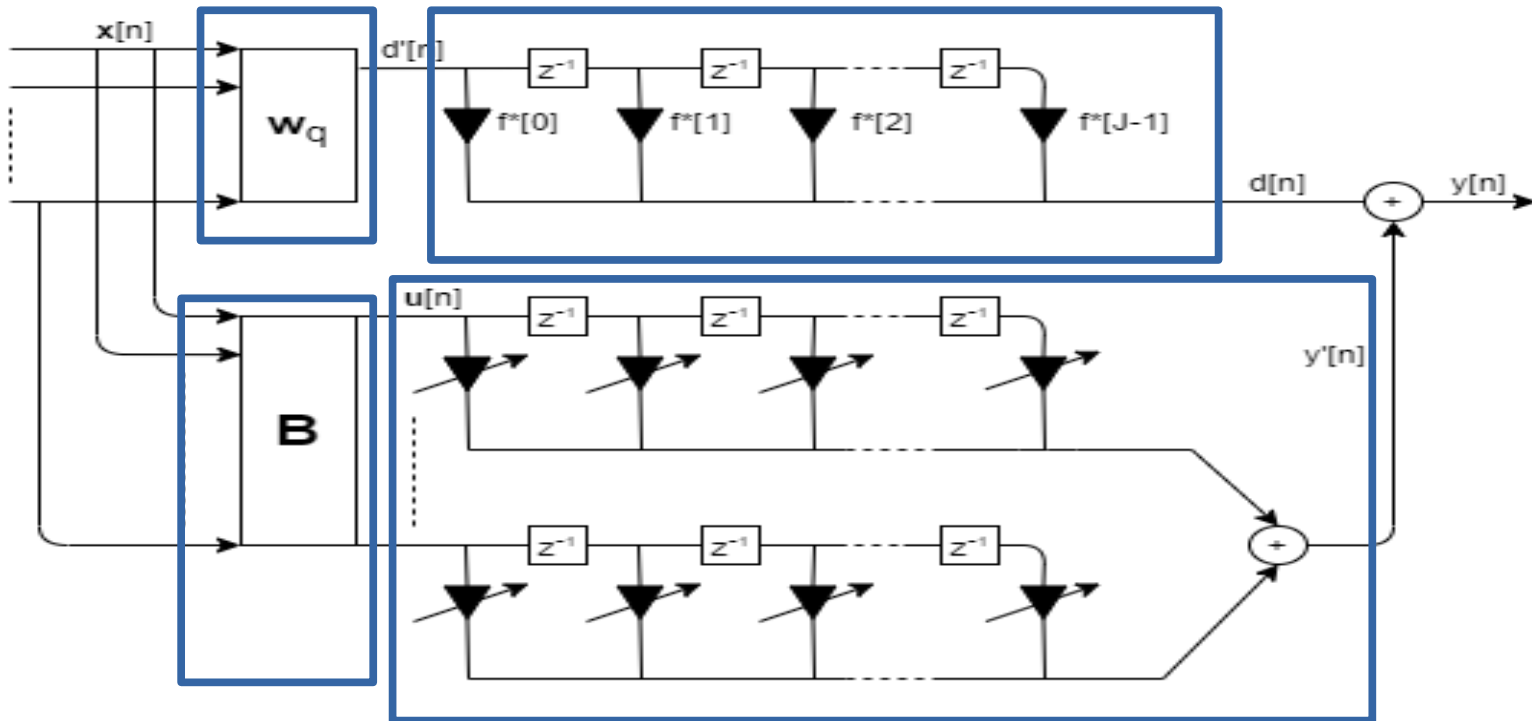 x[n]
w_q
d'[n]
z⁻¹ z⁻¹ z⁻¹
f*[0] f*[1] f*[2] f*[J-1]
d[n] + y[n]
B
u[n]
z⁻¹ z⁻¹ z⁻¹
y'[n]
z⁻¹ z⁻¹ z⁻¹
+